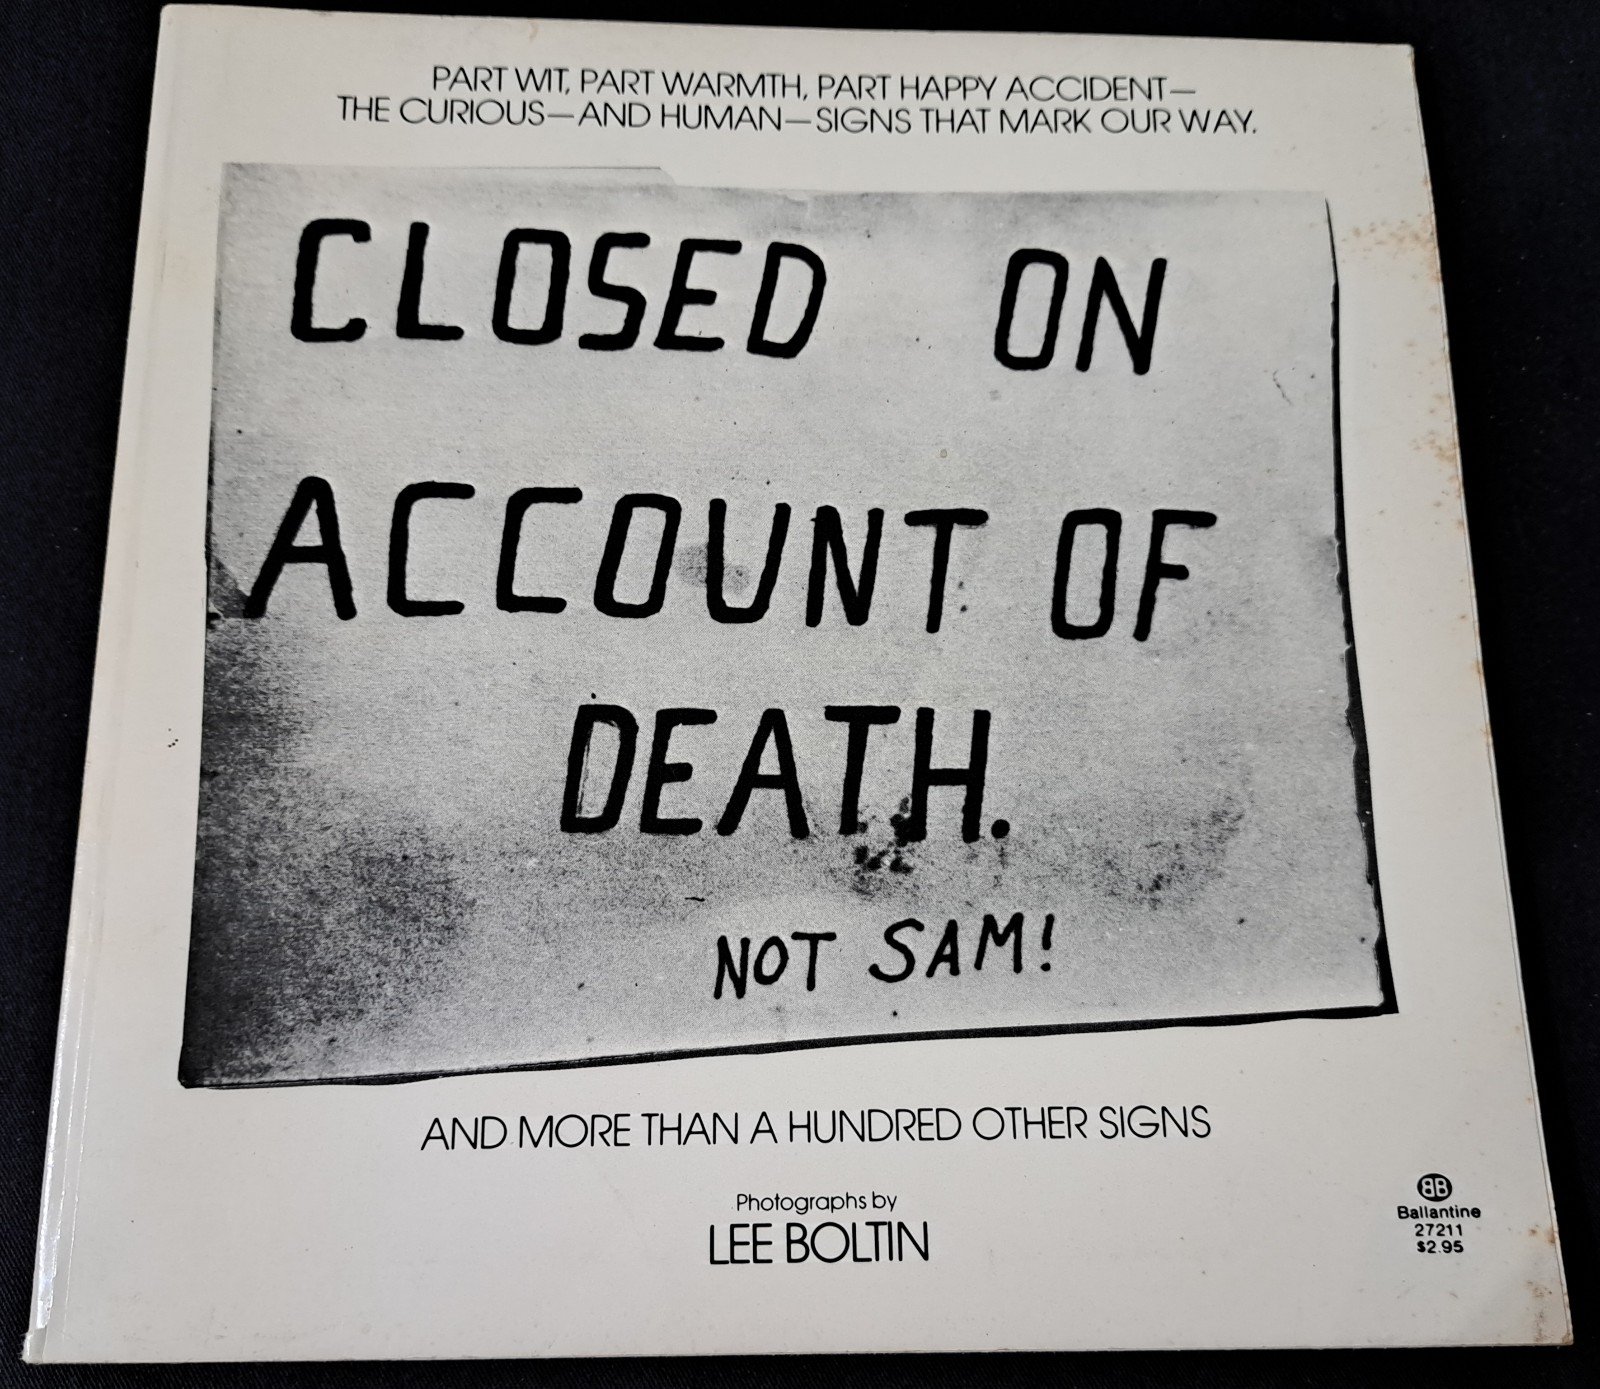 PART WIT, PART WARMTH, PART HAPPY ACCIDENT—
THE CURIOUS—AND HUMAN—SIGNS THAT MARK OUR WAY.
CLOSED ON
ACCOUNT OF
DEATH.
NOT SAM!
AND MORE THAN A HUNDRED OTHER SIGNS
Photographs by
LEE BOLTIN
BB
Ballantine
27211
$2.95